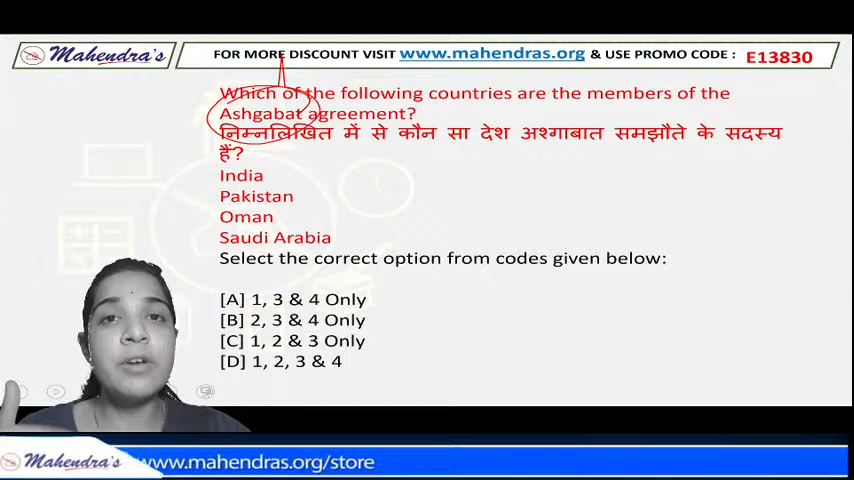 Mahendra's
FOR MORE DISCOUNT VISIT www.mahendras.org & USE PROMO CODE : E13830
Which of the following countries are the members of the
Ashgabat agreement?
निम्नलिखित में से कौन सा देश अश्गाबात समझौते के सदस्य
हैं?
India
Pakistan
Oman
Saudi Arabia
Select the correct option from codes given below:
[A] 1, 3 & 4 Only
[B] 2, 3 & 4 Only
[C] 1, 2 & 3 Only
[D] 1, 2, 3 & 4
Mahendra's www.mahendras.org/store